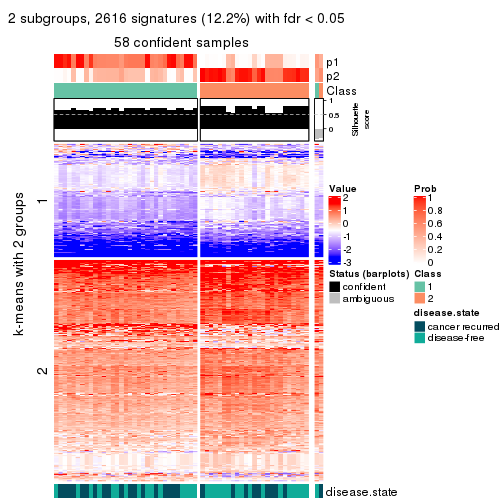 2 subgroups, 2616 signatures (12.2%) with fdr < 0.05
58 confident samples
p1
p2
Class
1
0.5
0
Silhouette
score
k-means with 2 groups
1
2
disease.state
Value
2
1
0
-1
-2
-3
Status (barplots)
confident
ambiguous
Prob
1
0.8
0.6
0.4
0.2
0
Class
1
2
disease.state
cancer recurred
disease-free